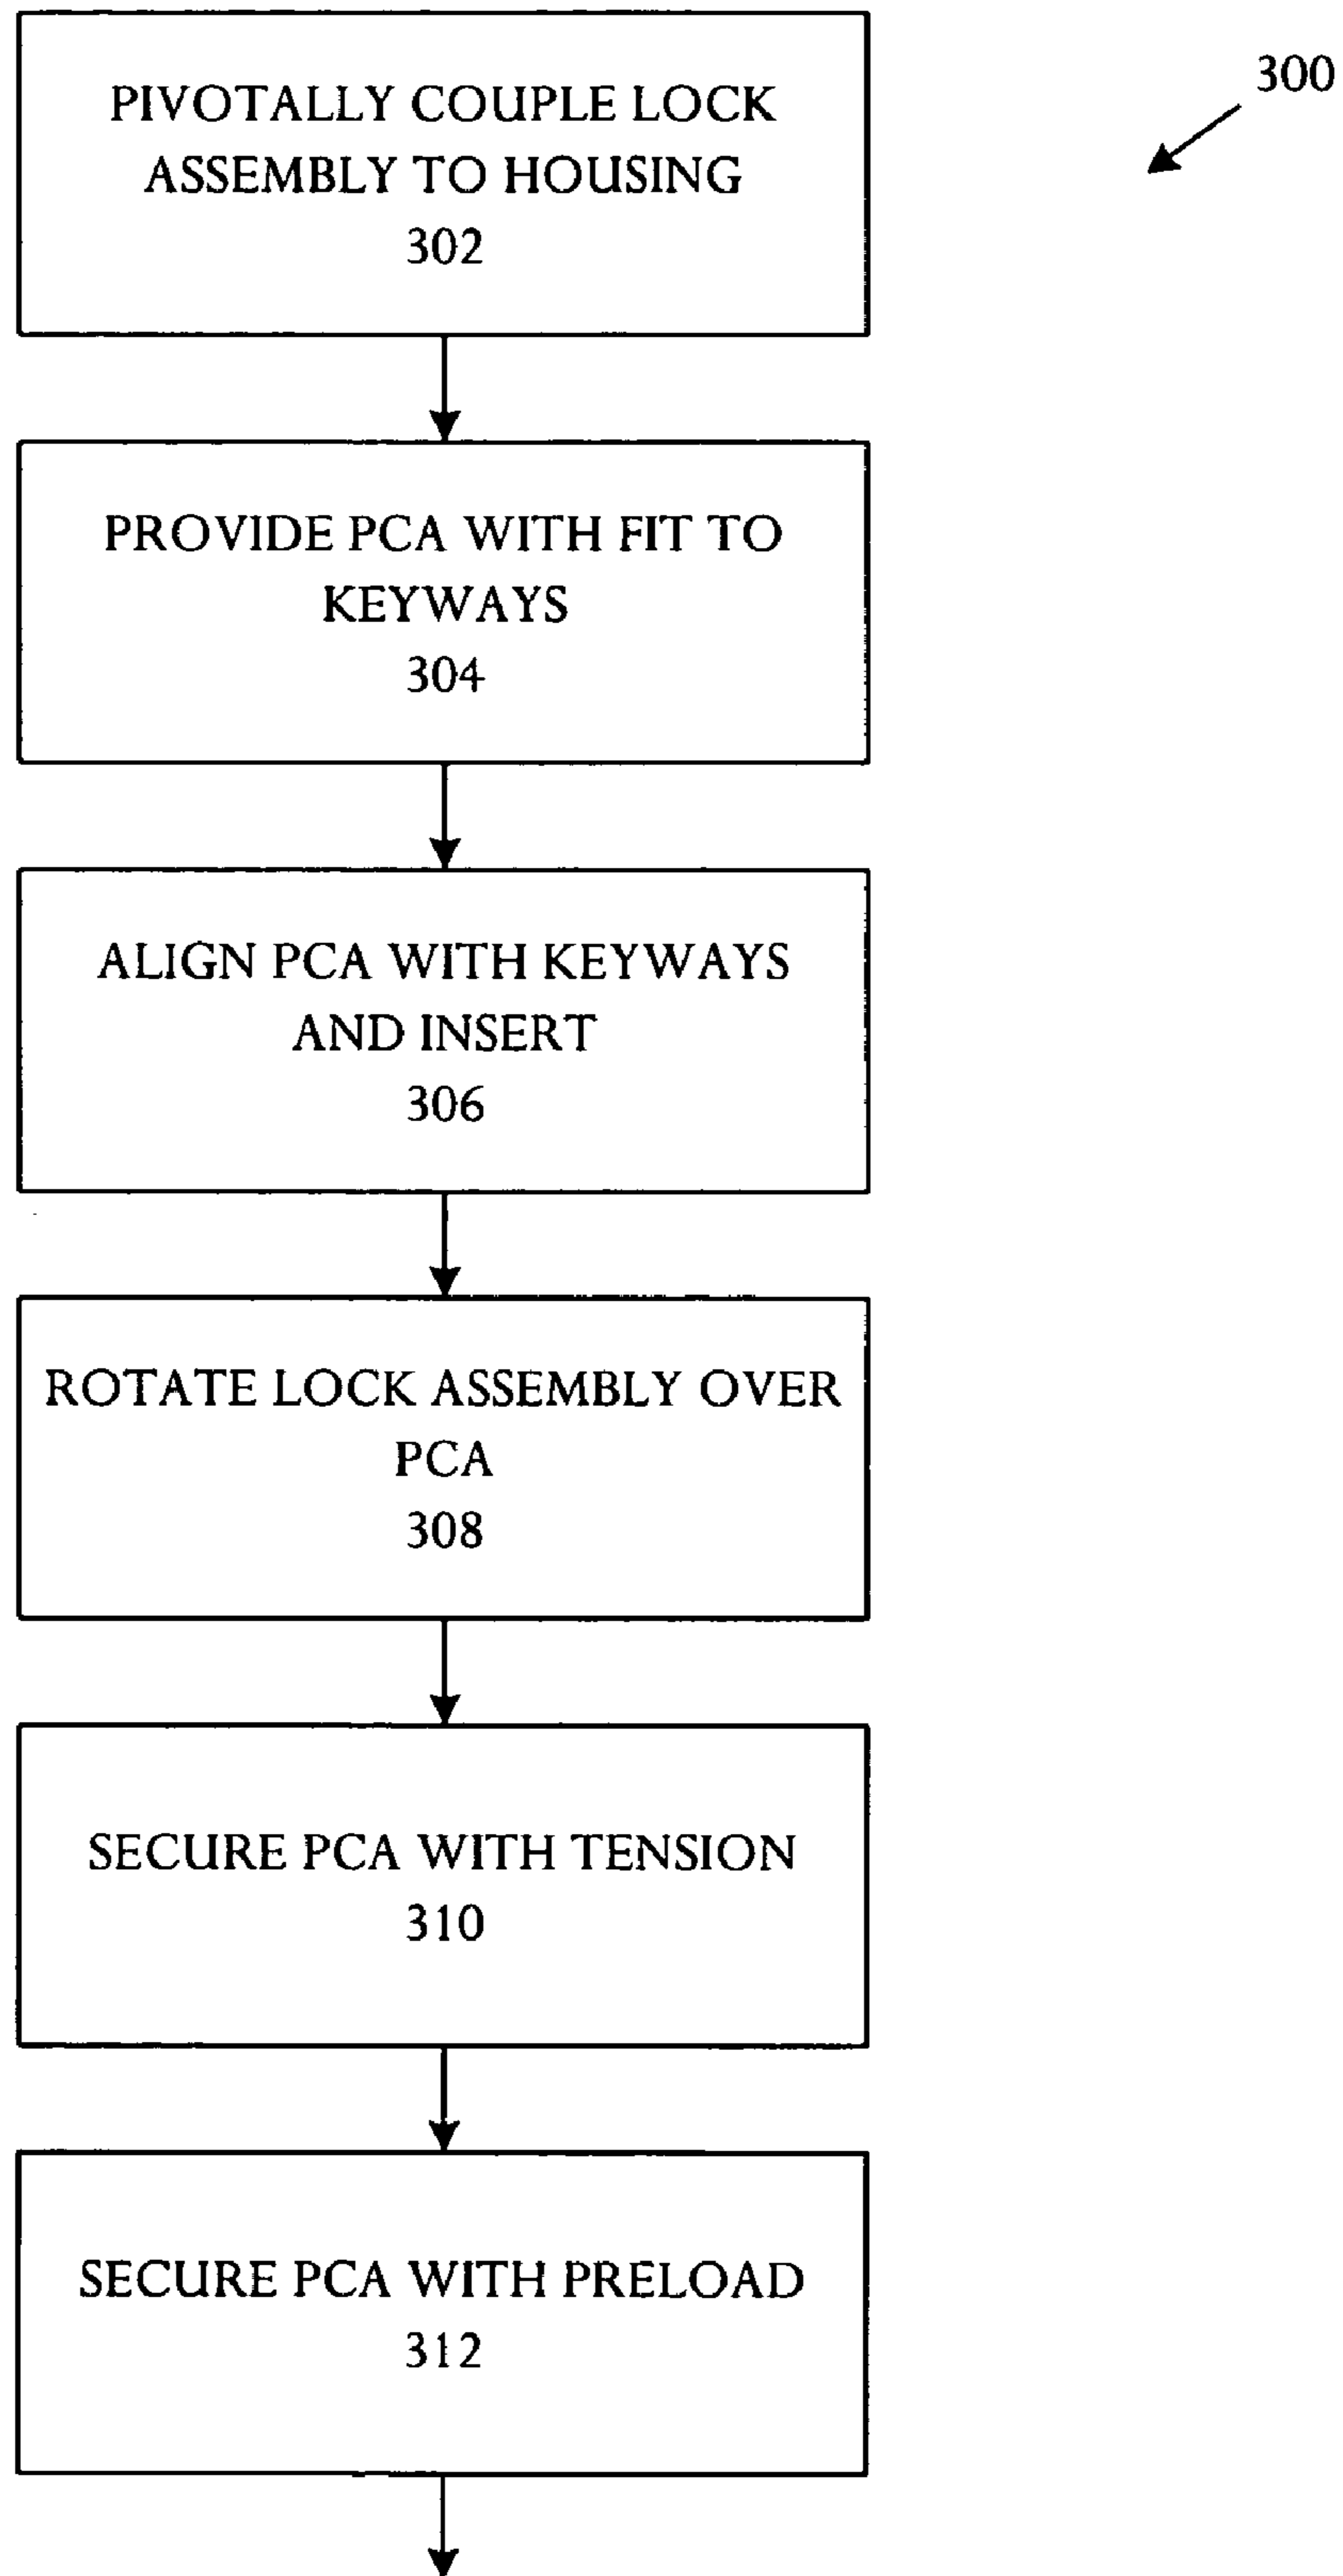 300
PIVOTALLY COUPLE LOCK
ASSEMBLY TO HOUSING
302
PROVIDE PCA WITH FIT TO
KEYWAYS
304
ALIGN PCA WITH KEYWAYS
AND INSERT
306
ROTATE LOCK ASSEMBLY OVER
PCA
308
SECURE PCA WITH TENSION
310
SECURE PCA WITH PRELOAD
312